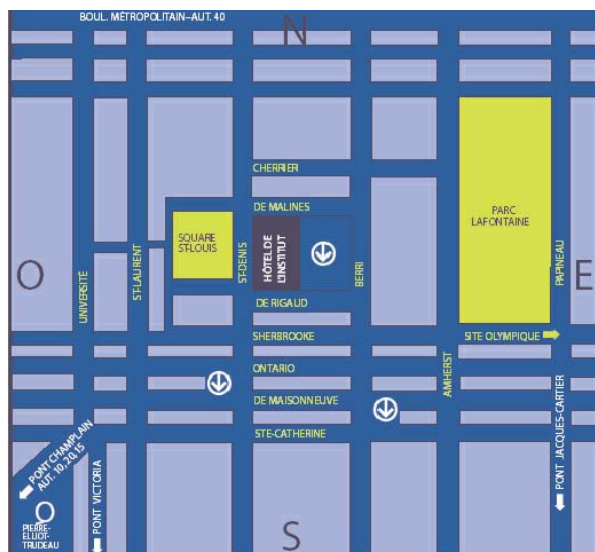 BOUL. MÉTROPOLITAIN–AUT. 40
N
CHERRIER
DE MALINES
PARC
LAFONTAINE
SQUARE
ST-LOUIS
ST-DENIS
HÔTEL DE
L'INSTITUT
BERRI
PAPINEAU
O
E
UNIVERSITÉ
ST-LAURENT
DE RIGAUD
SHERBROOKE
SITE OLYMPIQUE
ONTARIO
AMHERST
DE MAISONNEUVE
STE-CATHERINE
PONT CHAMPLAIN
AUT. 10, 20, 15
PONT VICTORIA
PONT JACQUES-CARTIER
O
PIERRE-
ELLIOT-
TRUDEAU
S